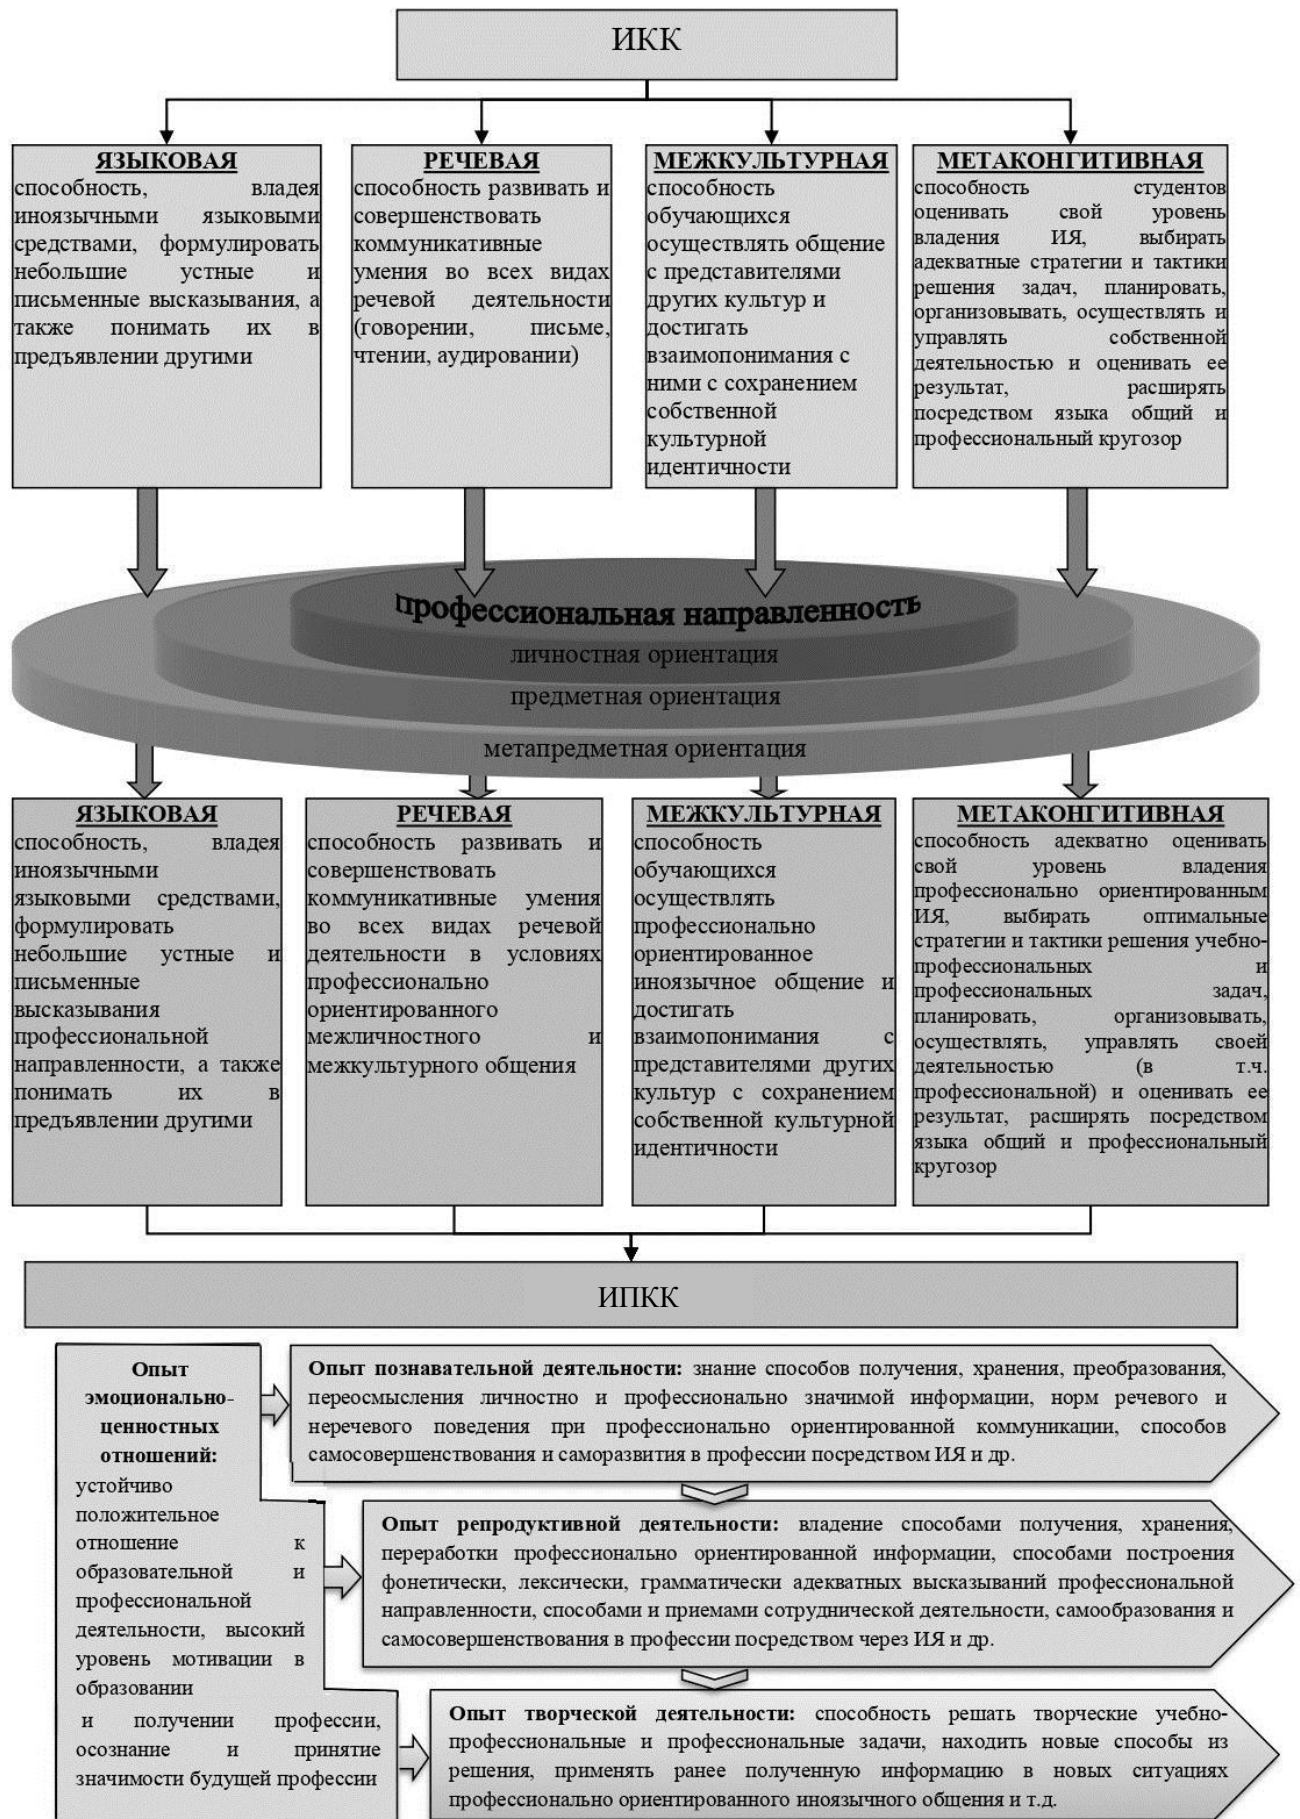 ИКК
ЯЗЫКОВАЯ
способность, владея
иноязычными языковыми
средствами, формулировать
небольшие устные и
письменные высказывания, а
также понимать их в
предъявлении другими
РЕЧЕВАЯ
способность развивать и
совершенствовать
коммуникативные
умения во всех видах
речевой деятельности
(говорении, письме,
чтении, аудировании)
МЕЖКУЛЬТУРНАЯ
способность
обучающихся
осуществлять общение
с представителями
других культур и
достигать
взаимопонимания с
ними с сохранением
собственной
культурной
идентичности
МЕТАКОНГИТИВНАЯ
способность студентов
оценивать свой уровень
владения ИЯ, выбирать
адекватные стратегии и тактики
решения задач, планировать,
организовывать, осуществлять и
управлять собственной
деятельностью и оценивать ее
результат, расширять
посредством языка общий и
профессиональный кругозор
профессиональная направленность
личностная ориентация
предметная ориентация
метапредметная ориентация
ЯЗЫКОВАЯ
способность, владея
иноязычными
языковыми средствами,
формулировать
небольшие устные и
письменные
высказывания
профессиональной
направленности, а также
понимать их в
предъявлении другими
РЕЧЕВАЯ
способность развивать и
совершенствовать
коммуникативные умения
во всех видах речевой
деятельности в условиях
профессионально
ориентированного
межличностного и
межкультурного общения
МЕЖКУЛЬТУРНАЯ
способность
обучающихся
осуществлять
профессионально
ориентированное
иноязычное общение и
достигать
взаимопонимания с
представителями других
культур с сохранением
собственной культурной
идентичности
МЕТАКОНГИТИВНАЯ
способность адекватно оценивать
свой уровень владения
профессионально ориентированным
ИЯ, выбирать оптимальные
стратегии и тактики решения учебно-
профессиональных и
профессиональных задач,
планировать, организовывать,
осуществлять, управлять своей
деятельностью (в т.ч.
профессиональной) и оценивать ее
результат, расширять посредством
языка общий и профессиональный
кругозор
ИПКК
Опыт
эмоционально-
ценностных
отношений:
устойчиво
положительное
отношение к
образовательной и
профессиональной
деятельности, высокий
уровень мотивации в
образовании
и получении профессии,
осознание и принятие
значимости будущей профессии
Опыт познавательной деятельности: знание способов получения, хранения, преобразования,
переосмысления личностно и профессионально значимой информации, норм речевого и
неречевого поведения при профессионально ориентированной коммуникации, способов
самосовершенствования и саморазвития в профессии посредством ИЯ и др.
Опыт репродуктивной деятельности: владение способами получения, хранения,
переработки профессионально ориентированной информации, способами построения
фонетически, лексически, грамматически адекватных высказываний профессиональной
направленности, способами и приемами сотруднической деятельности, самообразования и
самосовершенствования в профессии посредством через ИЯ и др.
Опыт творческой деятельности: способность решать творческие учебно-
профессиональные и профессиональные задачи, находить новые способы из
решения, применять ранее полученную информацию в новых ситуациях
профессионально ориентированного иноязычного общения и т.д.